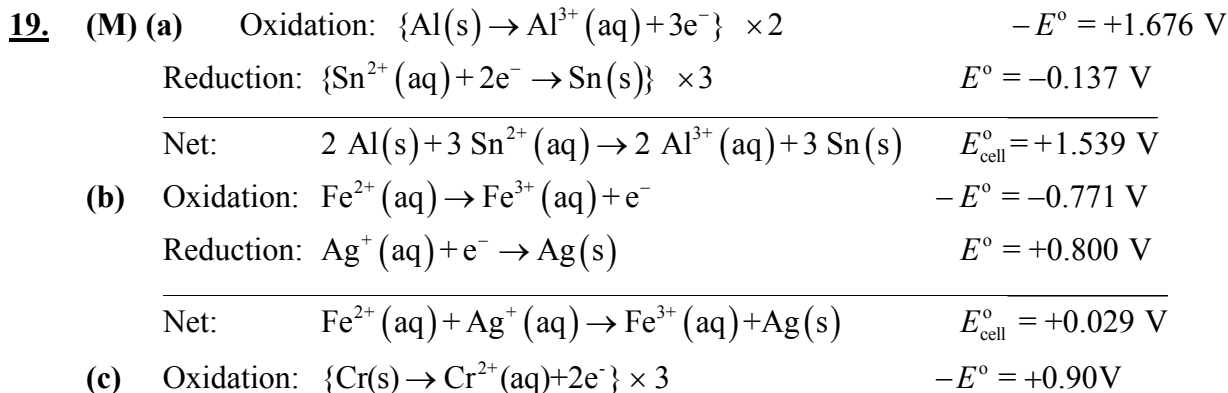 19. (M) (a) Oxidation: {Al(s) → Al³⁺(aq)+3e⁻} ×2 −E° = +1.676 V
Reduction: {Sn²⁺(aq)+2e⁻ → Sn(s)} ×3 E° = −0.137 V
Net: 2 Al(s)+3 Sn²⁺(aq) → 2 Al³⁺(aq)+3 Sn(s) E°cell = +1.539 V
(b) Oxidation: Fe²⁺(aq) → Fe³⁺(aq)+e⁻ −E° = −0.771 V
Reduction: Ag⁺(aq)+e⁻ → Ag(s) E° = +0.800 V
Net: Fe²⁺(aq)+Ag⁺(aq) → Fe³⁺(aq)+Ag(s) E°cell = +0.029 V
(c) Oxidation: {Cr(s) → Cr²⁺(aq)+2e⁻} × 3 −E° = +0.90V